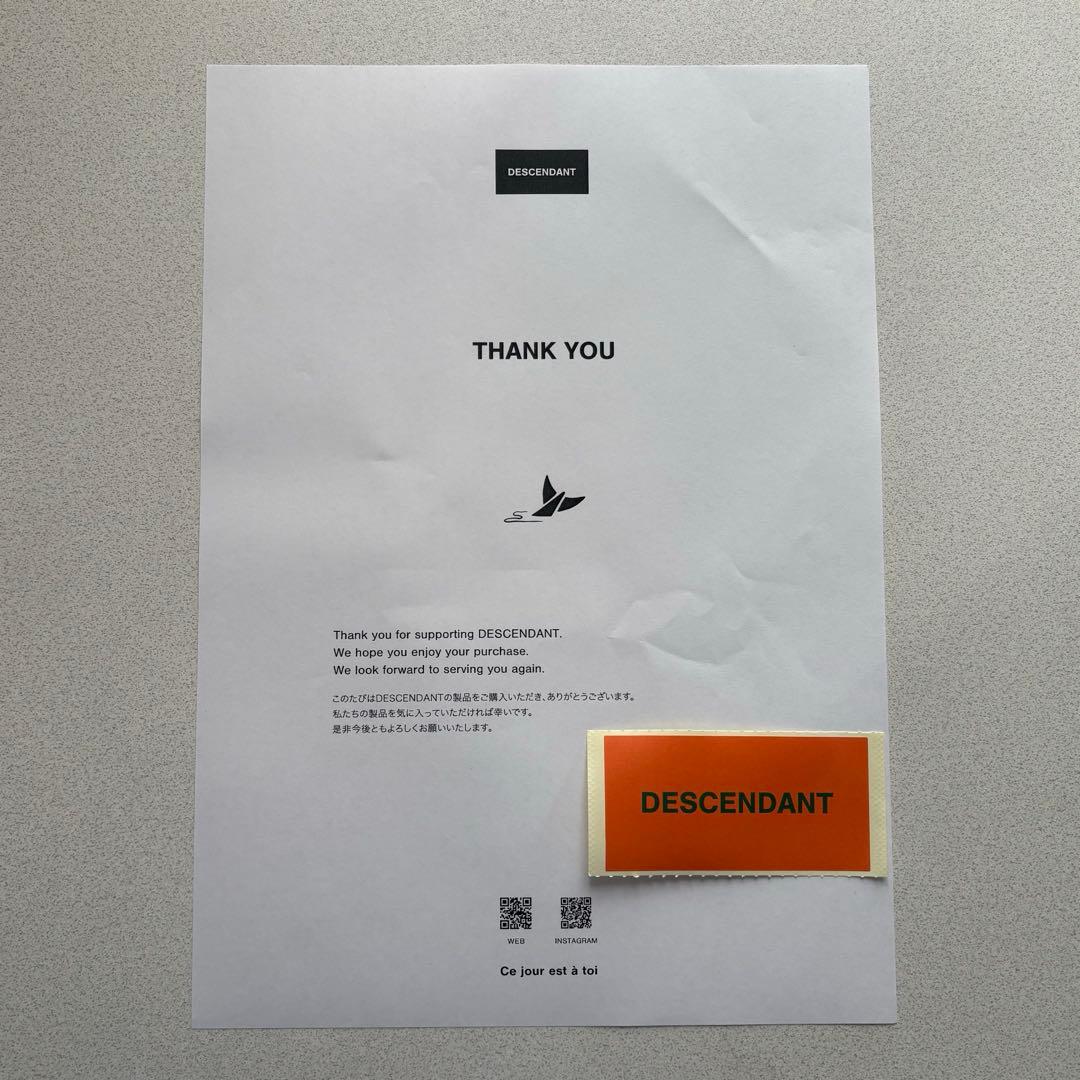 DESCENDANT
THANK YOU
Thank you for supporting DESCENDANT.
We hope you enjoy your purchase.
We look forward to serving you again.
このたびはDESCENDANTの製品をご購入いただき、ありがとうございます。
私たちの製品を気に入っていただければ幸いです。
是非今後ともよろしくお願いいたします。
DESCENDANT
WEB
INSTAGRAM
Ce jour est à toi